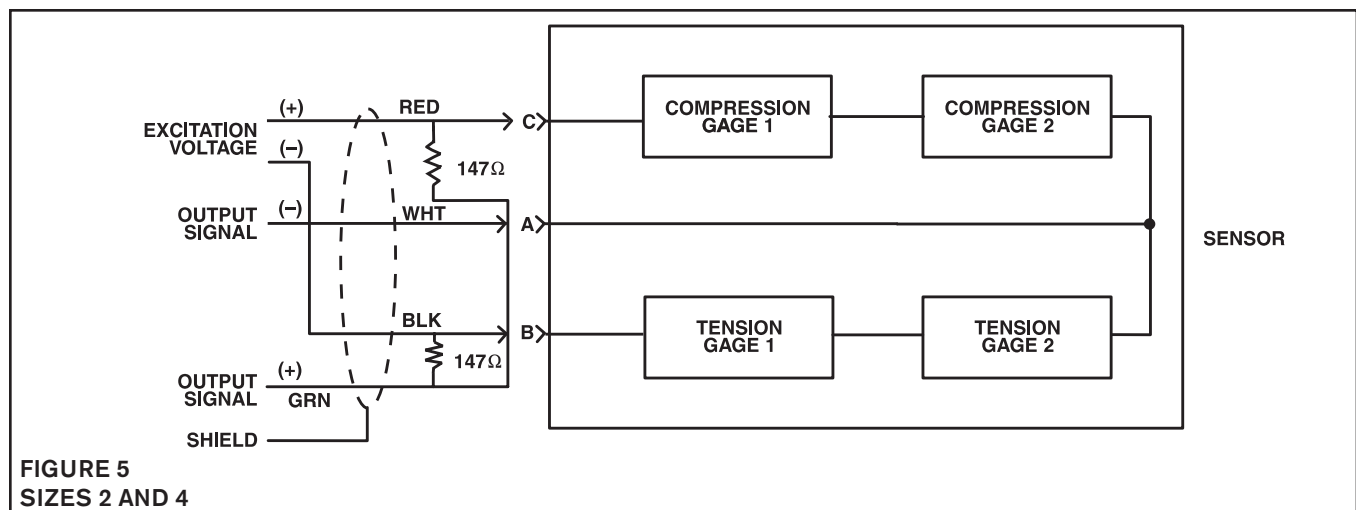 (+)
RED
C
COMPRESSION
GAGE 1
COMPRESSION
GAGE 2
EXCITATION
VOLTAGE
(-)
147Ω
OUTPUT
SIGNAL
(-)
WHT
A
SENSOR
BLK
B
TENSION
GAGE 1
TENSION
GAGE 2
147Ω
OUTPUT
SIGNAL
(+)
GRN
SHIELD
FIGURE 5
SIZES 2 AND 4